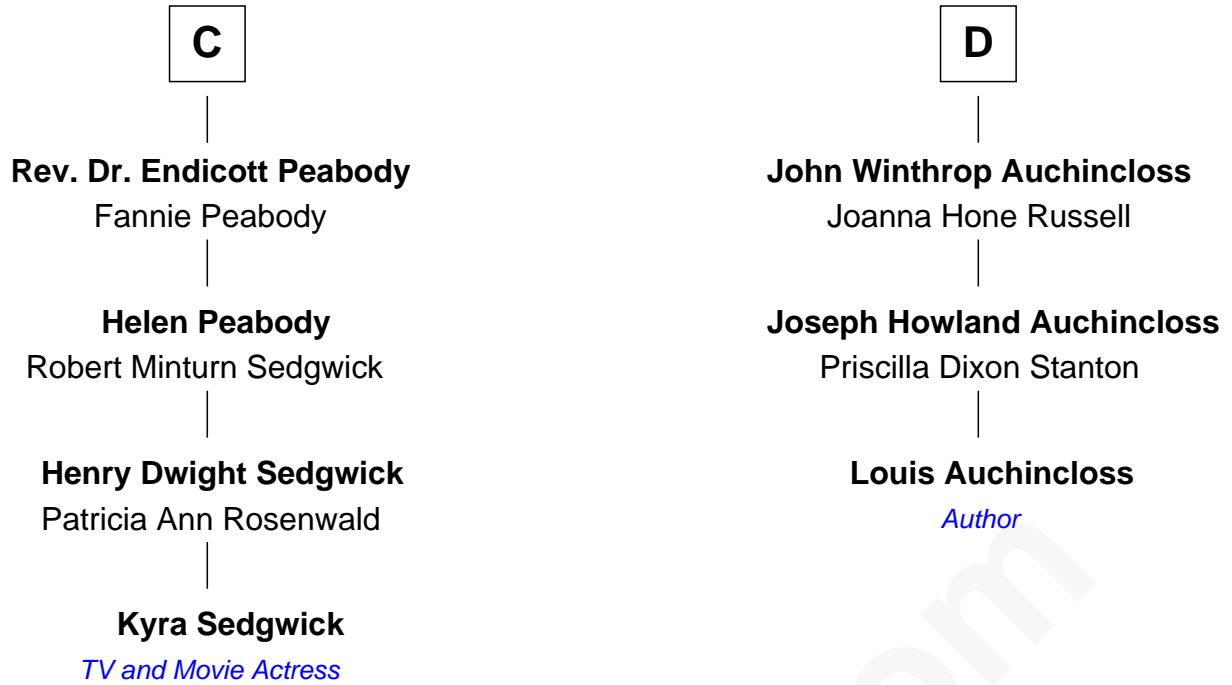 C
Rev. Dr. Endicott Peabody
Fannie Peabody
Helen Peabody
Robert Minturn Sedgwick
Henry Dwight Sedgwick
Patricia Ann Rosenwald
Kyra Sedgwick
TV and Movie Actress
D
John Winthrop Auchincloss
Joanna Hone Russell
Joseph Howland Auchincloss
Priscilla Dixon Stanton
Louis Auchincloss
Author
om